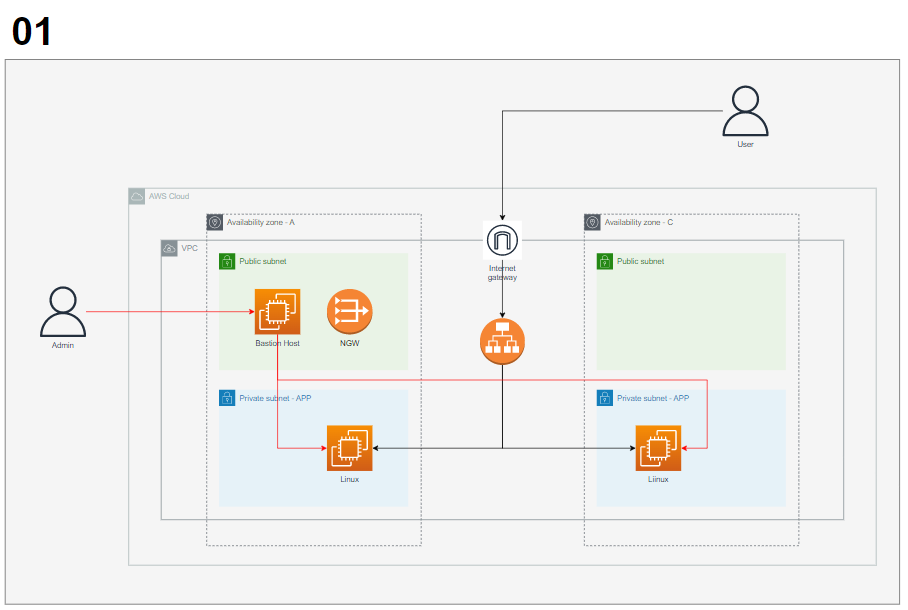 01
User
AWS Cloud
Availability zone - A
Availability zone - C
VPC
Internet
gateway
Public subnet
Public subnet
Admin
Bastion Host
NGW
Private subnet - APP
Private subnet - APP
Linux
Liinux